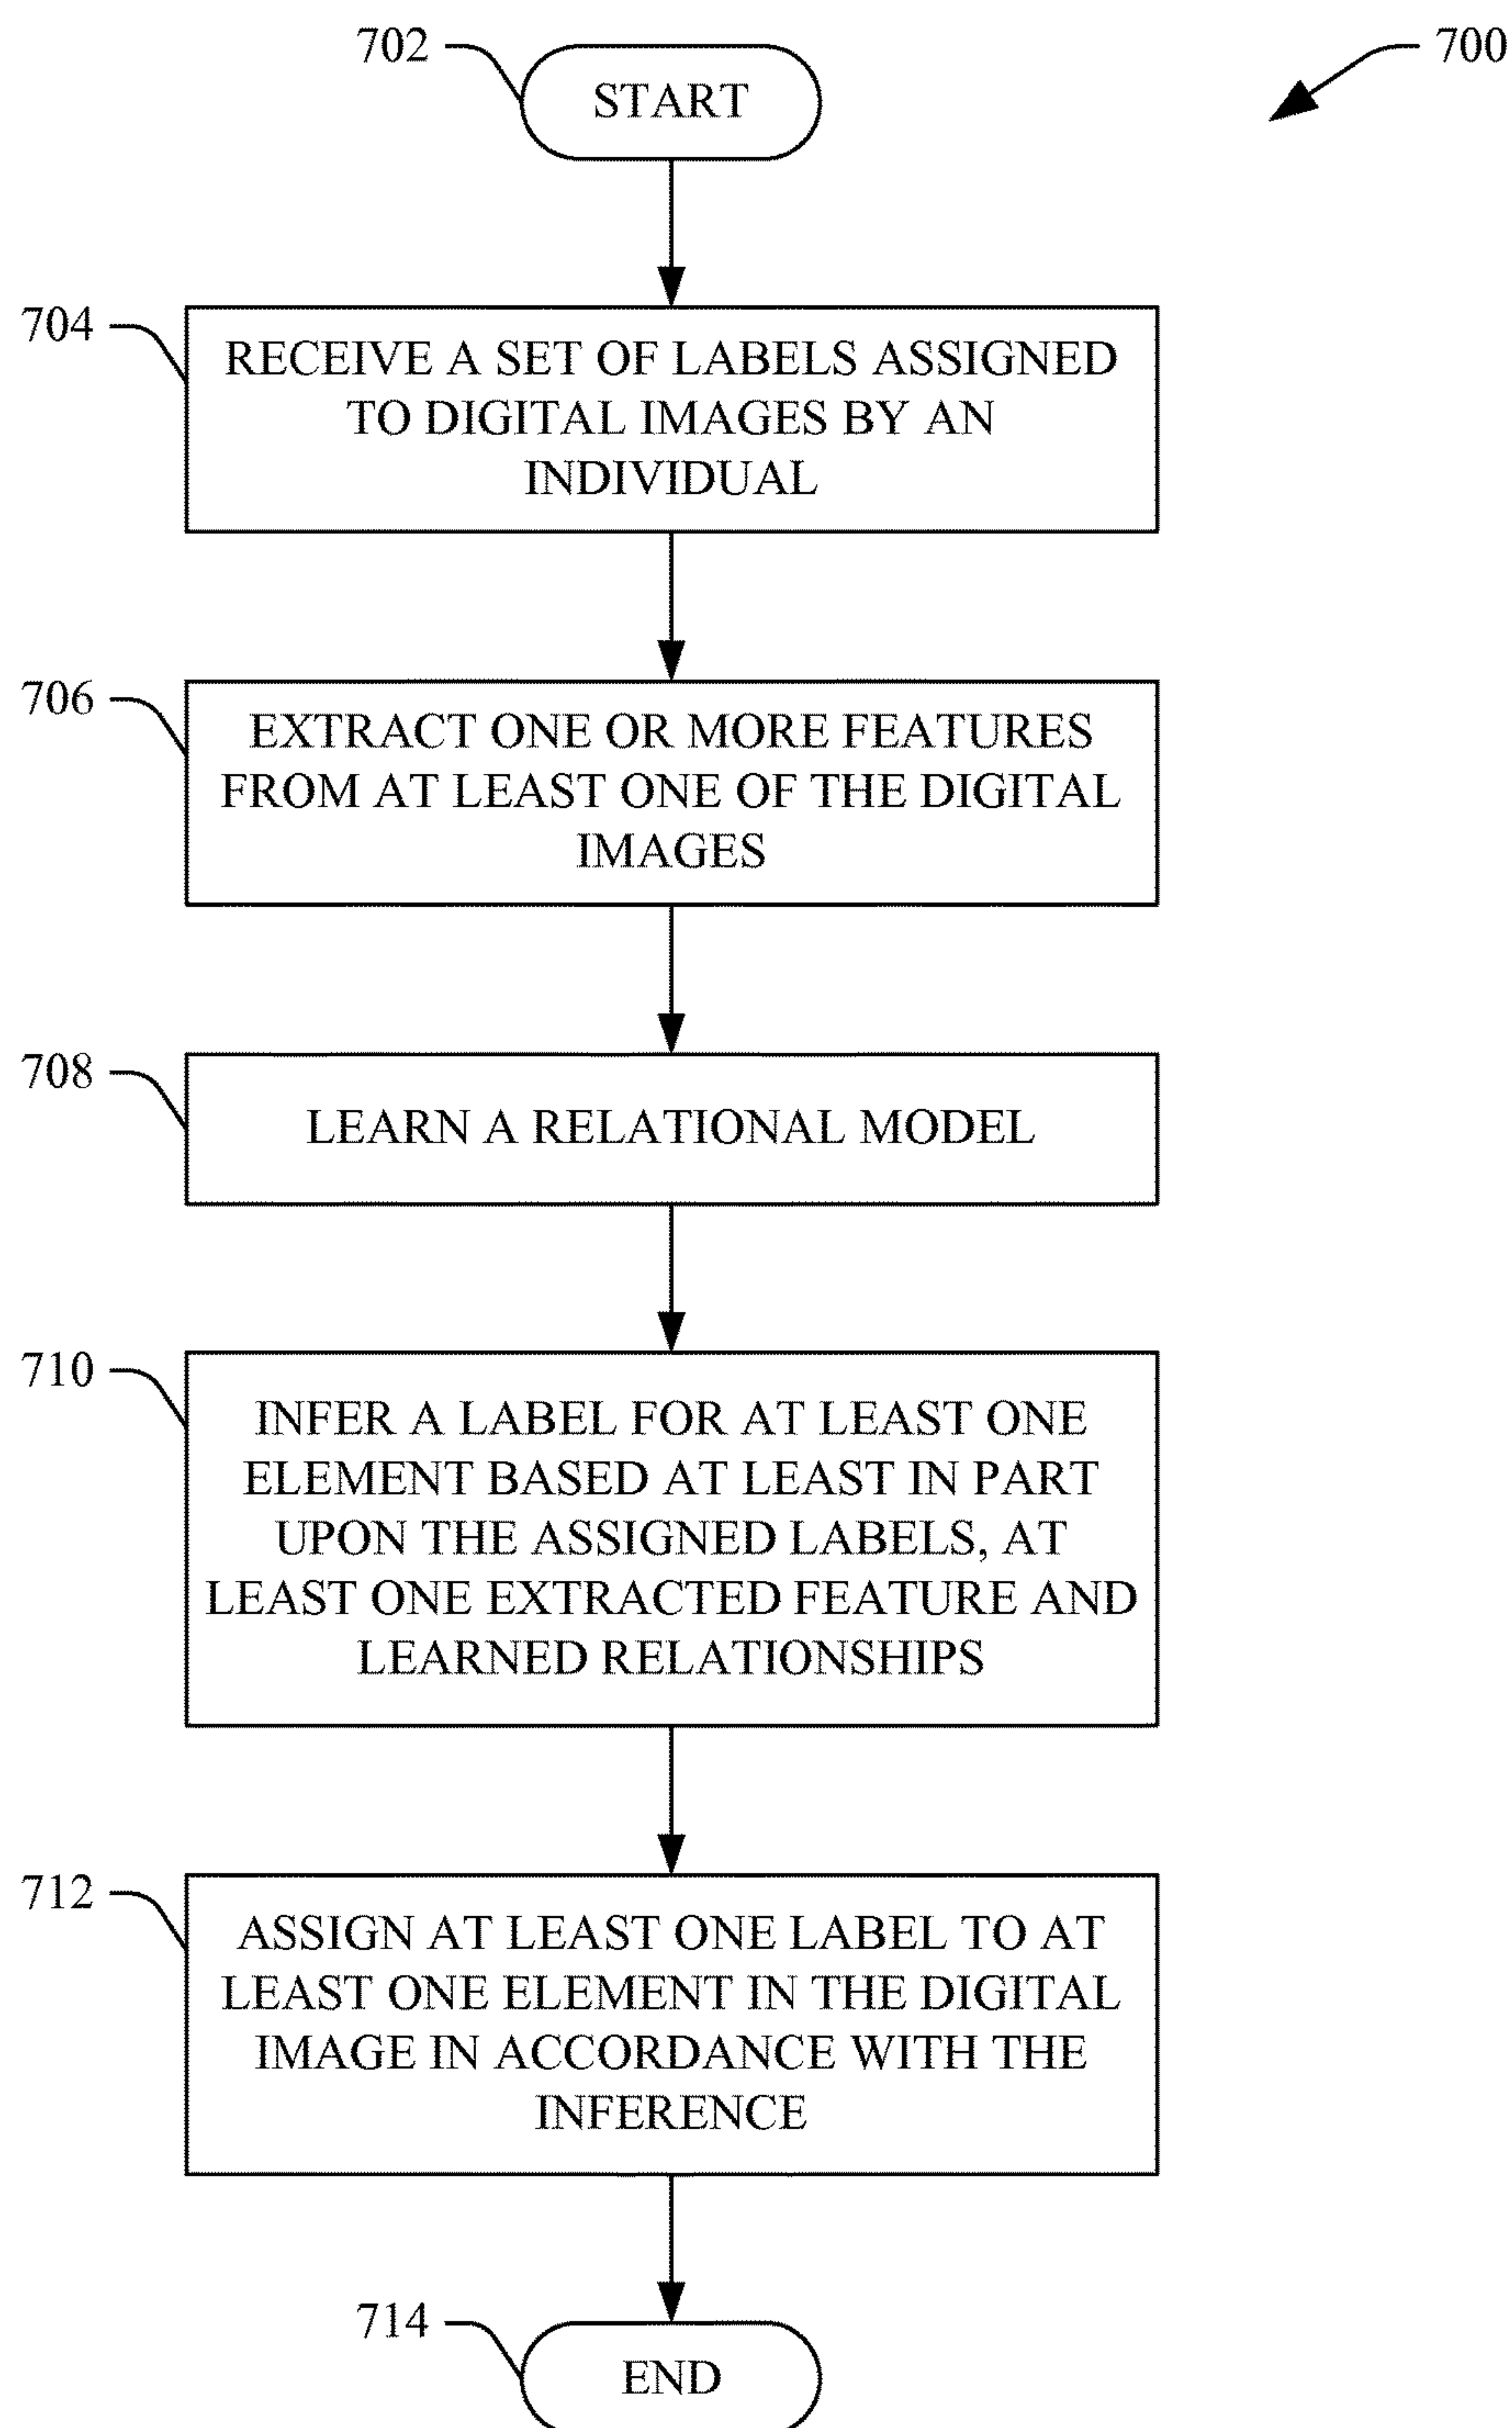 702
START
700
704
RECEIVE A SET OF LABELS ASSIGNED
TO DIGITAL IMAGES BY AN
INDIVIDUAL
706
EXTRACT ONE OR MORE FEATURES
FROM AT LEAST ONE OF THE DIGITAL
IMAGES
708
LEARN A RELATIONAL MODEL
710
INFER A LABEL FOR AT LEAST ONE
ELEMENT BASED AT LEAST IN PART
UPON THE ASSIGNED LABELS, AT
LEAST ONE EXTRACTED FEATURE AND
LEARNED RELATIONSHIPS
712
ASSIGN AT LEAST ONE LABEL TO AT
LEAST ONE ELEMENT IN THE DIGITAL
IMAGE IN ACCORDANCE WITH THE
INFERENCE
714
END